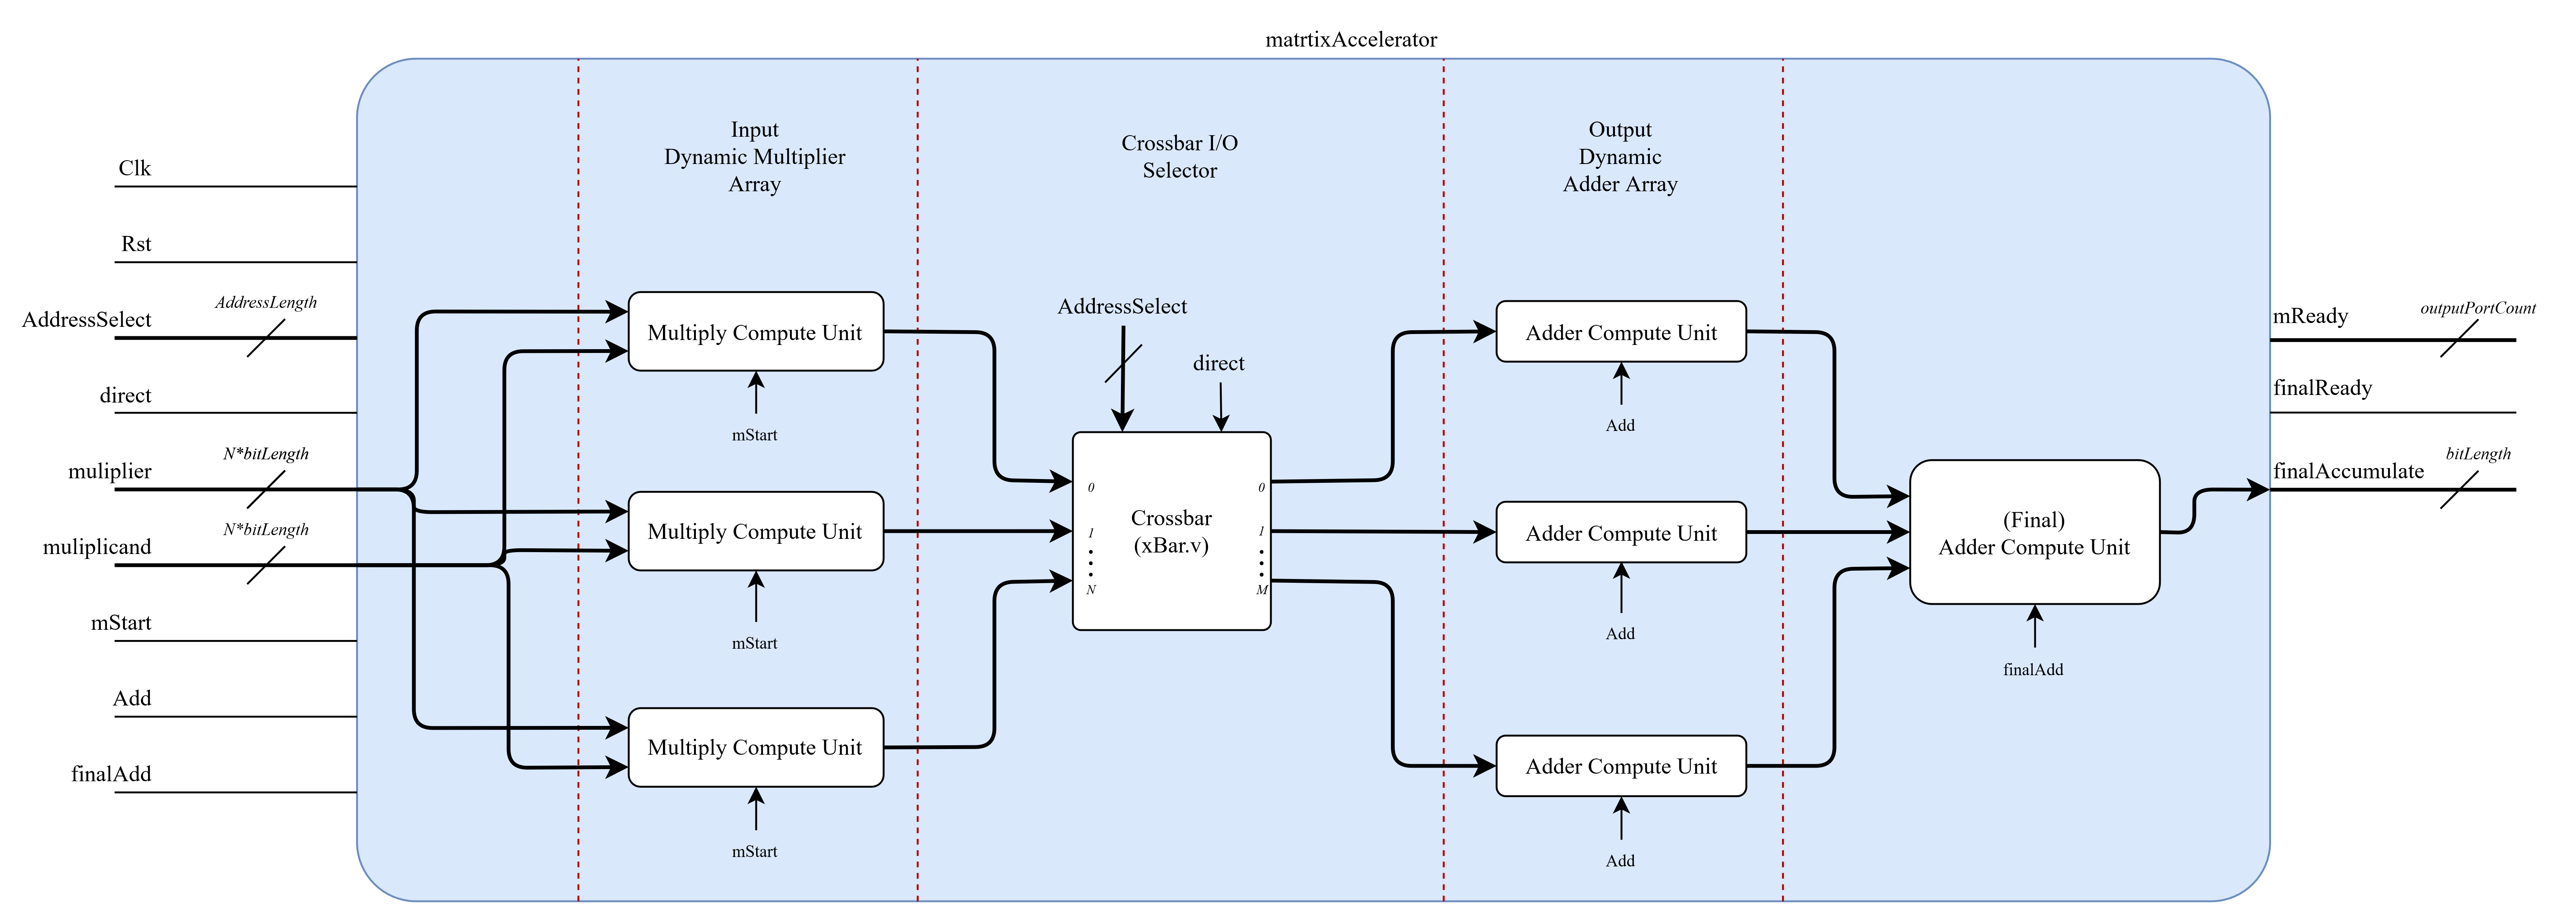 matrtixAccelerator
Clk
Rst
AddressLength
AddressSelect
direct
N*bitLength
muliplier
N*bitLength
muliplicand
mStart
Add
finalAdd
Input
Dynamic Multiplier
Array
Multiply Compute Unit
mStart
Multiply Compute Unit
mStart
Multiply Compute Unit
mStart
Crossbar I/O
Selector
AddressSelect
direct
0
1
N
Crossbar
(xBar.v)
0
1
M
Output
Dynamic
Adder Array
Adder Compute Unit
Add
Adder Compute Unit
Add
Adder Compute Unit
Add
(Final)
Adder Compute Unit
finalAdd
mReady
outputPortCount
finalReady
finalAccumulate
bitLength